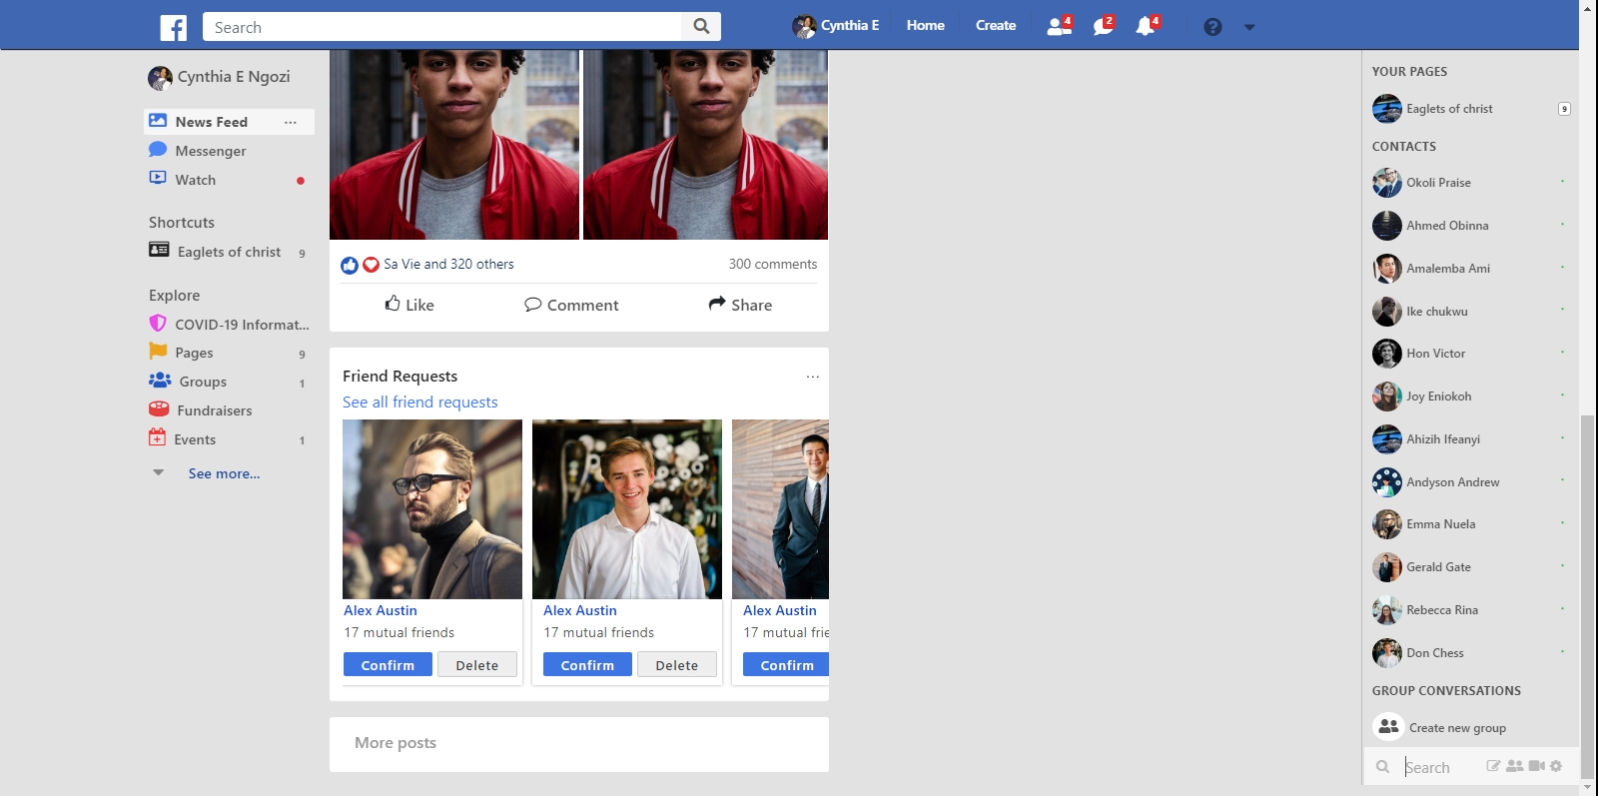 Search
Cynthia E
Home
Create
4
2
4
Cynthia E Ngozi
News Feed
Messenger
Watch
Shortcuts
Eaglets of christ 9
Explore
COVID-19 Informat...
Pages 9
Groups 1
Fundraisers
Events 1
See more...
Sa Vie and 320 others
300 comments
Like
Comment
Share
Friend Requests
See all friend requests
Alex Austin
17 mutual friends
Confirm
Delete
Alex Austin
17 mutual friends
Confirm
Delete
Alex Austin
17 mutual frie
Confirm
More posts
YOUR PAGES
Eaglets of christ 9
CONTACTS
Okoli Praise
Ahmed Obinna
Amalemba Ami
Ike chukwu
Hon Victor
Joy Eniokoh
Ahizih Ifeanyi
Andyson Andrew
Emma Nuela
Gerald Gate
Rebecca Rina
Don Chess
GROUP CONVERSATIONS
Create new group
Search